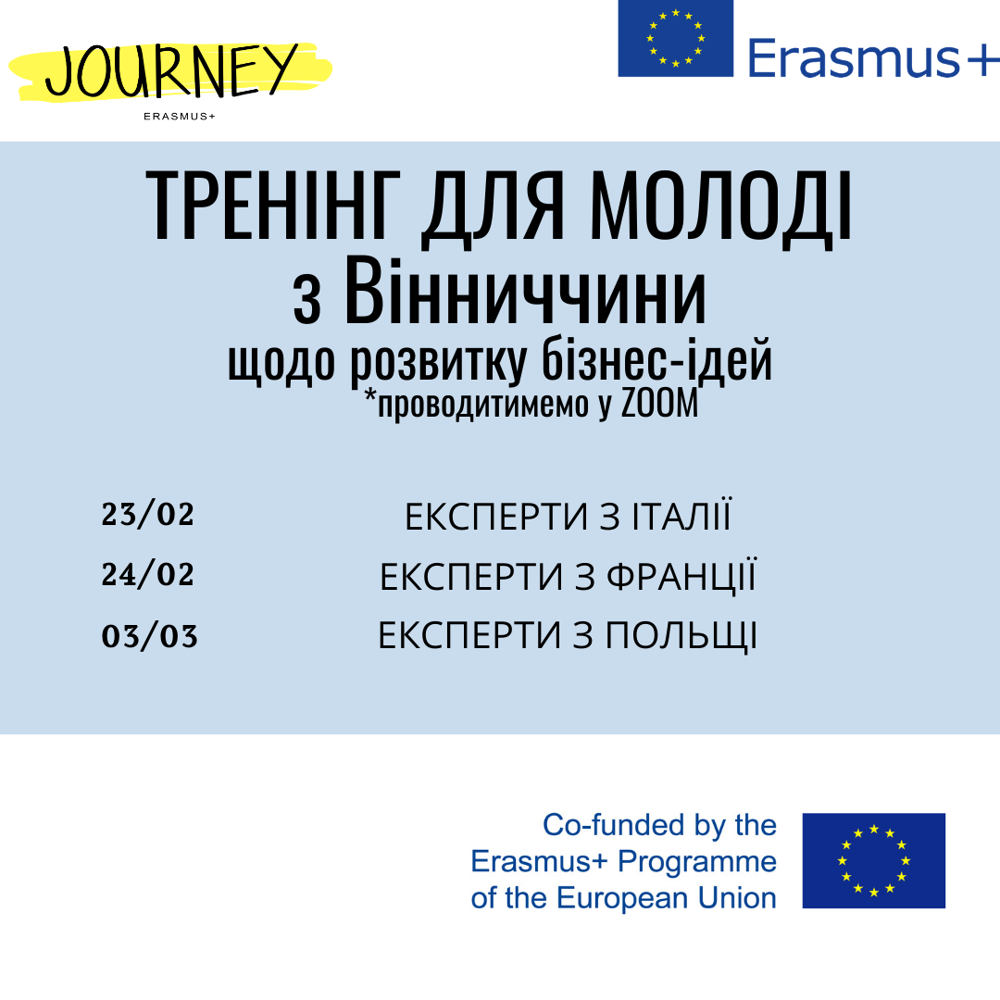 JOURNEY
ERASMUS+
Erasmus+
ТРЕНІНГ ДЛЯ МОЛОДІ
з Вінниччини
щодо розвитку бізнес-ідей
*проводитимемо у ZOOM
23/02 ЕКСПЕРТИ З ІТАЛІЇ
24/02 ЕКСПЕРТИ З ФРАНЦІЇ
03/03 ЕКСПЕРТИ З ПОЛЬЩІ
Co-funded by the
Erasmus+ Programme
of the European Union